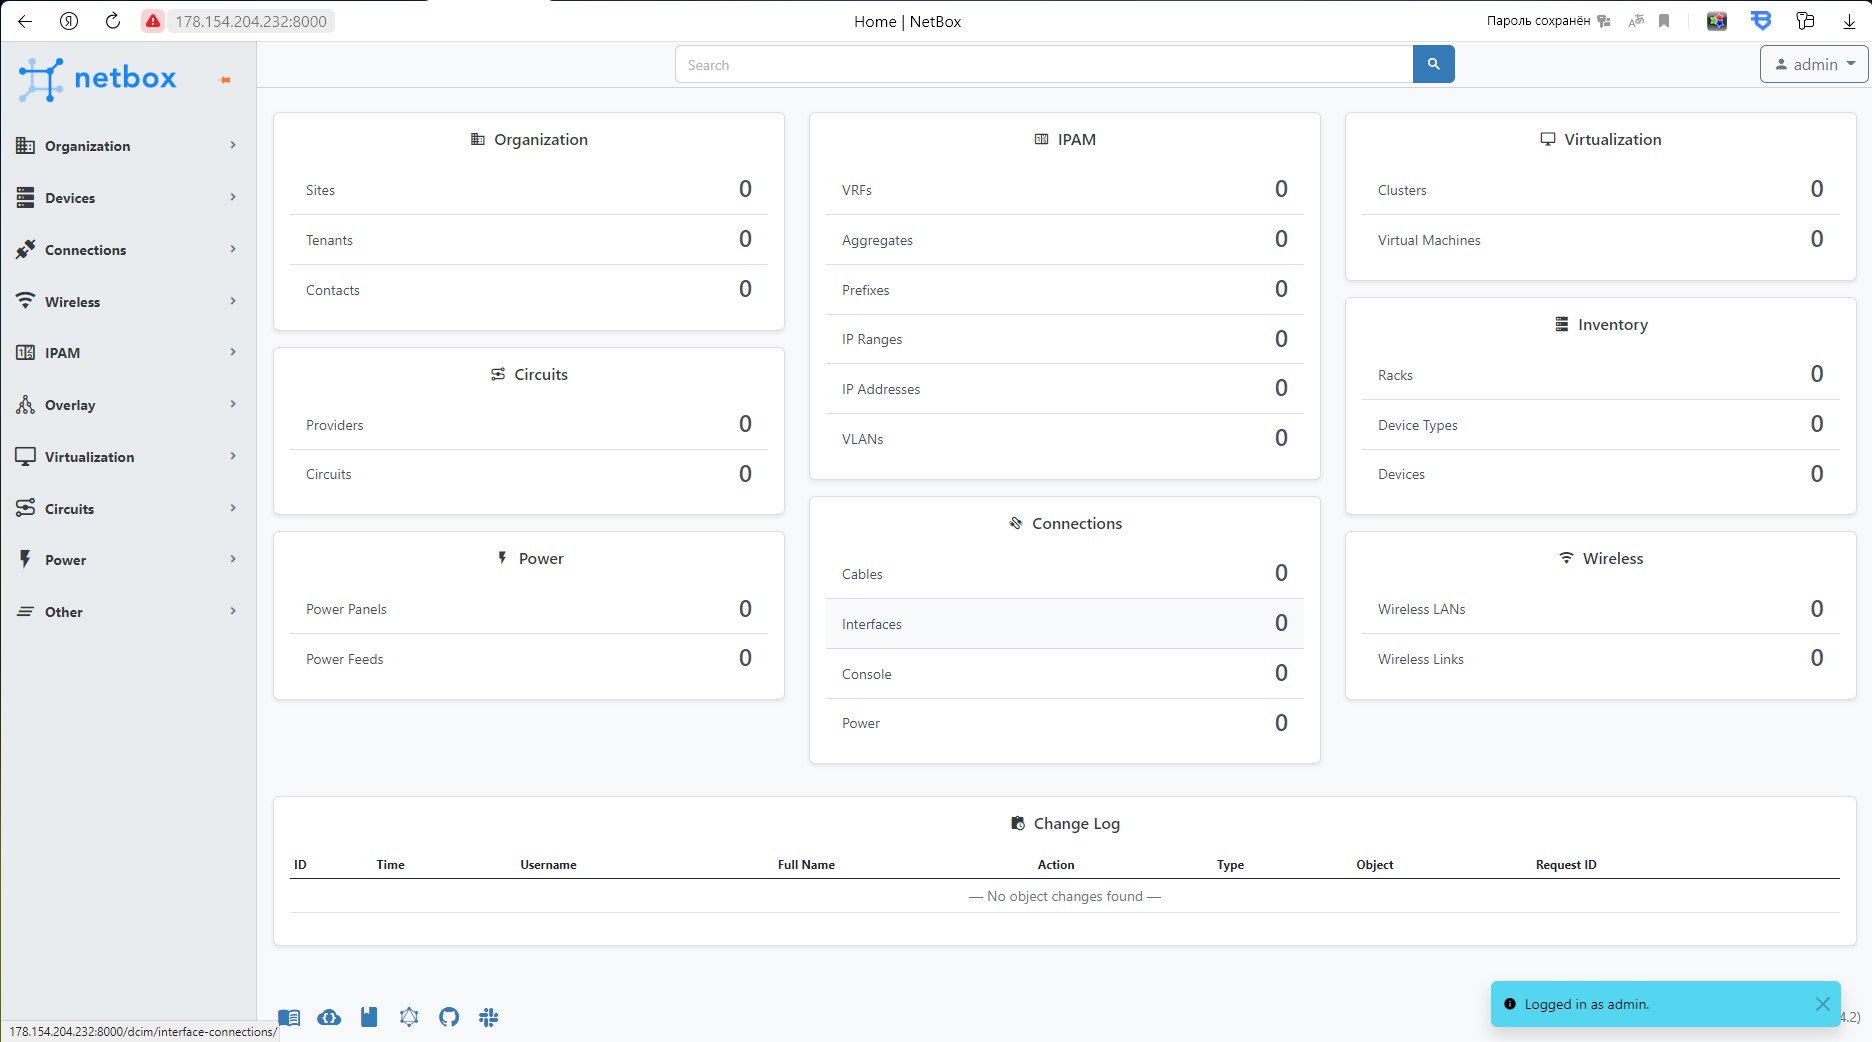 178.154.204.232:8000
Home | NetBox
Пароль сохранён
netbox
Search
admin
Organization
Devices
Connections
Wireless
IPAM
Overlay
Virtualization
Circuits
Power
Other
Organization
Sites 0
Tenants 0
Contacts 0
Circuits
Providers 0
Circuits 0
Power
Power Panels 0
Power Feeds 0
IPAM
VRFs 0
Aggregates 0
Prefixes 0
IP Ranges 0
IP Addresses 0
VLANs 0
Connections
Cables 0
Interfaces 0
Console 0
Power 0
Virtualization
Clusters 0
Virtual Machines 0
Inventory
Racks 0
Device Types 0
Devices 0
Wireless
Wireless LANs 0
Wireless Links 0
Change Log
ID Time Username Full Name Action Type Object Request ID
— No object changes found —
Logged in as admin.
4.2)
178.154.204.232:8000/dcim/interface-connections/